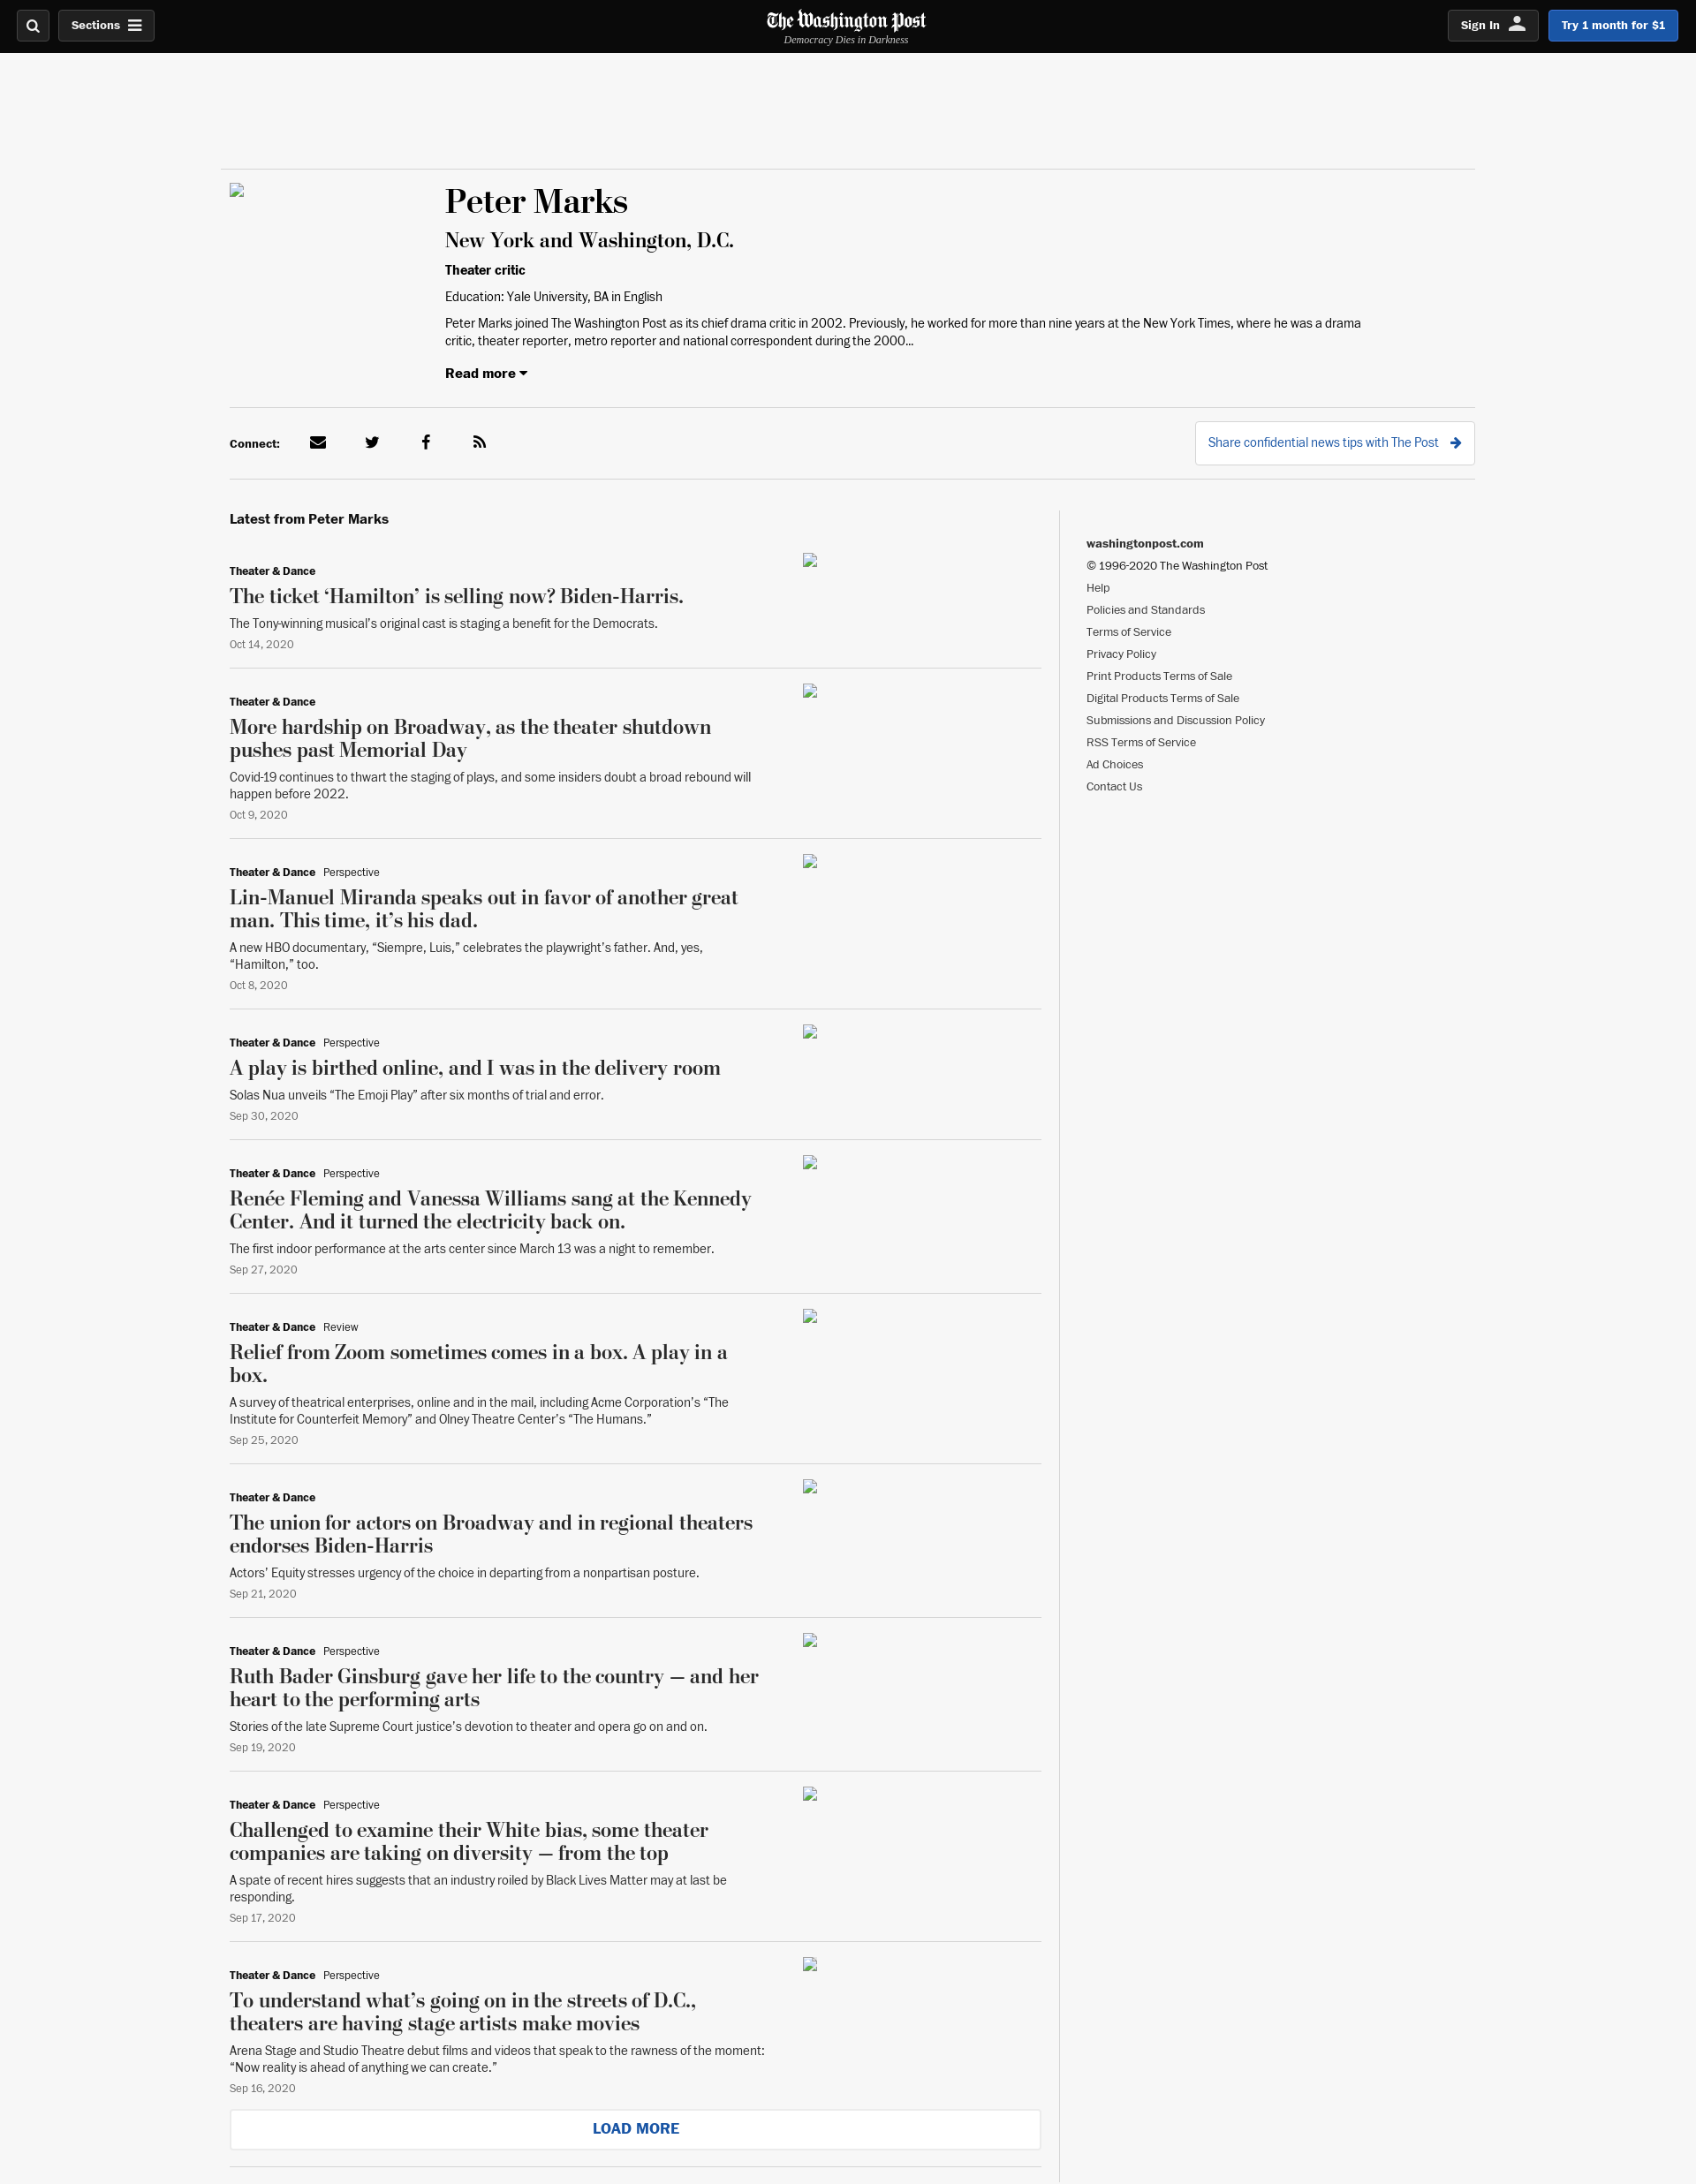 Sections
The Washington Post
Democracy Dies in Darkness
Sign In
Try 1 month for $1
Peter Marks
New York and Washington, D.C.
Theater critic
Education: Yale University, BA in English
Peter Marks joined The Washington Post as its chief drama critic in 2002. Previously, he worked for more than nine years at the New York Times, where he was a drama
critic, theater reporter, metro reporter and national correspondent during the 2000...
Read more
Connect:
Share confidential news tips with The Post
Latest from Peter Marks
Theater & Dance
The ticket ‘Hamilton’ is selling now? Biden-Harris.
The Tony-winning musical’s original cast is staging a benefit for the Democrats.
Oct 14, 2020
Theater & Dance
More hardship on Broadway, as the theater shutdown
pushes past Memorial Day
Covid-19 continues to thwart the staging of plays, and some insiders doubt a broad rebound will
happen before 2022.
Oct 9, 2020
Theater & Dance Perspective
Lin-Manuel Miranda speaks out in favor of another great
man. This time, it’s his dad.
A new HBO documentary, “Siempre, Luis,” celebrates the playwright’s father. And, yes,
“Hamilton,” too.
Oct 8, 2020
Theater & Dance Perspective
A play is birthed online, and I was in the delivery room
Solas Nua unveils “The Emoji Play” after six months of trial and error.
Sep 30, 2020
Theater & Dance Perspective
Renée Fleming and Vanessa Williams sang at the Kennedy
Center. And it turned the electricity back on.
The first indoor performance at the arts center since March 13 was a night to remember.
Sep 27, 2020
Theater & Dance Review
Relief from Zoom sometimes comes in a box. A play in a
box.
A survey of theatrical enterprises, online and in the mail, including Acme Corporation’s “The
Institute for Counterfeit Memory” and Olney Theatre Center’s “The Humans.”
Sep 25, 2020
Theater & Dance
The union for actors on Broadway and in regional theaters
endorses Biden-Harris
Actors’ Equity stresses urgency of the choice in departing from a nonpartisan posture.
Sep 21, 2020
Theater & Dance Perspective
Ruth Bader Ginsburg gave her life to the country — and her
heart to the performing arts
Stories of the late Supreme Court justice’s devotion to theater and opera go on and on.
Sep 19, 2020
Theater & Dance Perspective
Challenged to examine their White bias, some theater
companies are taking on diversity — from the top
A spate of recent hires suggests that an industry roiled by Black Lives Matter may at last be
responding.
Sep 17, 2020
Theater & Dance Perspective
To understand what’s going on in the streets of D.C.,
theaters are having stage artists make movies
Arena Stage and Studio Theatre debut films and videos that speak to the rawness of the moment:
“Now reality is ahead of anything we can create.”
Sep 16, 2020
LOAD MORE
washingtonpost.com
© 1996-2020 The Washington Post
Help
Policies and Standards
Terms of Service
Privacy Policy
Print Products Terms of Sale
Digital Products Terms of Sale
Submissions and Discussion Policy
RSS Terms of Service
Ad Choices
Contact Us